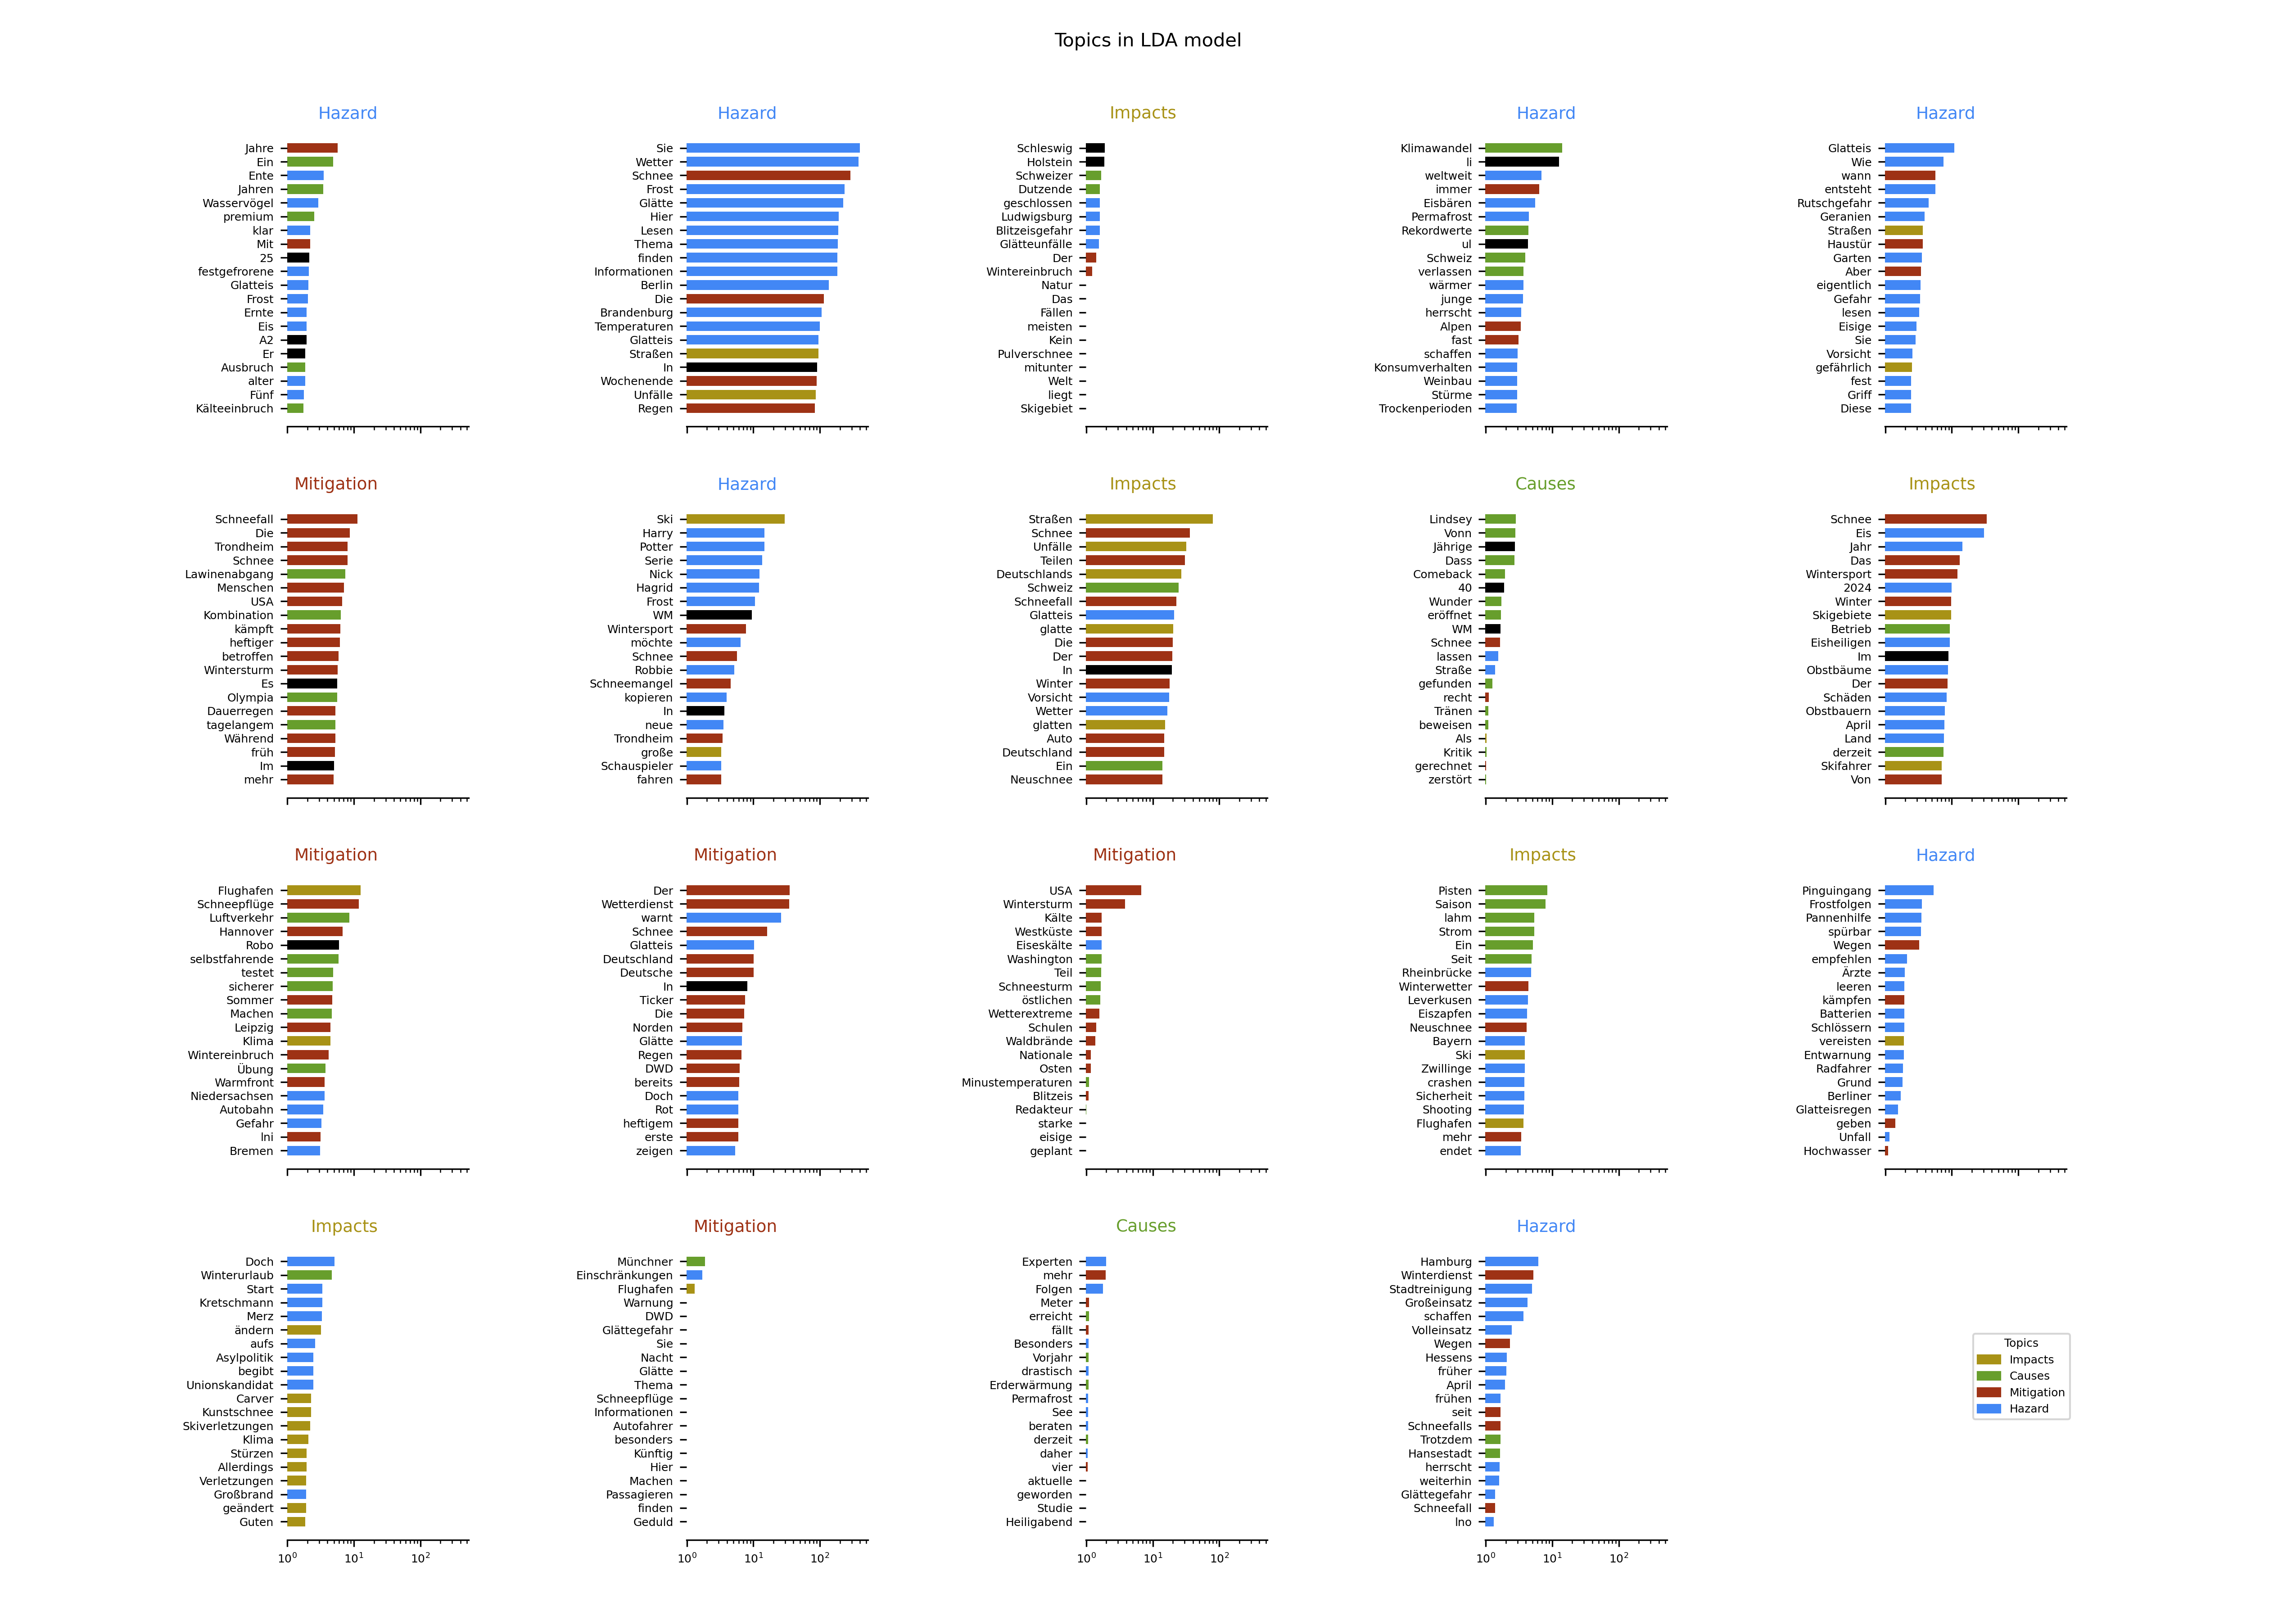 Topics in LDA model
Hazard
Jahre
Ein
Ente
Jahren
Wasservögel
premium
klar
Mit
25
festgefrorene
Glatteis
Frost
Ernte
Eis
A2
Er
Ausbruch
alter
Fünf
Kälteeinbruch
Hazard
Sie
Wetter
Schnee
Frost
Glätte
Hier
Lesen
Thema
finden
Informationen
Berlin
Die
Brandenburg
Temperaturen
Glatteis
Straßen
In
Wochenende
Unfälle
Regen
Impacts
Schleswig
Holstein
Schweizer
Dutzende
geschlossen
Ludwigsburg
Blitzeisgefahr
Glätteunfälle
Der
Wintereinbruch
Natur
Das
Fällen
meisten
Kein
Pulverschnee
mitunter
Welt
liegt
Skigebiet
Hazard
Klimawandel
li
weltweit
immer
Eisbären
Permafrost
Rekordwerte
ul
Schweiz
verlassen
wärmer
junge
herrscht
Alpen
fast
schaffen
Konsumverhalten
Weinbau
Stürme
Trockenperioden
Hazard
Glatteis
Wie
wann
entsteht
Rutschgefahr
Geranien
Straßen
Haustür
Garten
Aber
eigentlich
Gefahr
lesen
Eisige
Sie
Vorsicht
gefährlich
fest
Griff
Diese
Mitigation
Schneefall
Die
Trondheim
Schnee
Lawinenabgang
Menschen
USA
Kombination
kämpft
heftiger
betroffen
Wintersturm
Es
Olympia
Dauerregen
tagelangem
Während
früh
Im
mehr
Hazard
Ski
Harry
Potter
Serie
Nick
Hagrid
Frost
WM
Wintersport
möchte
Schnee
Robbie
Schneemangel
kopieren
In
neue
Trondheim
große
Schauspieler
fahren
Impacts
Straßen
Schnee
Unfälle
Teilen
Deutschlands
Schweiz
Schneefall
Glatteis
glatte
Die
Der
In
Winter
Vorsicht
Wetter
glatten
Auto
Deutschland
Ein
Neuschnee
Causes
Lindsey
Vonn
Jährige
Dass
Comeback
40
Wunder
eröffnet
WM
Schnee
lassen
Straße
gefunden
recht
Tränen
beweisen
Als
Kritik
gerechnet
zerstört
Impacts
Schnee
Eis
Jahr
Das
Wintersport
2024
Winter
Skigebiete
Betrieb
Eisheiligen
Im
Obstbäume
Der
Schäden
Obstbauern
April
Land
derzeit
Skifahrer
Von
Mitigation
Flughafen
Schneepflüge
Luftverkehr
Hannover
Robo
selbstfahrende
testet
sicherer
Sommer
Machen
Leipzig
Klima
Wintereinbruch
Übung
Warmfront
Niedersachsen
Autobahn
Gefahr
Ini
Bremen
Mitigation
Der
Wetterdienst
warnt
Schnee
Glatteis
Deutschland
Deutsche
In
Ticker
Die
Norden
Glätte
Regen
DWD
bereits
Doch
Rot
heftigem
erste
zeigen
Mitigation
USA
Wintersturm
Kälte
Westküste
Eiseskälte
Washington
Teil
Schneesturm
östlichen
Wetterextreme
Schulen
Waldbrände
Nationale
Osten
Minustemperaturen
Blitzeis
Redakteur
starke
eisige
geplant
Impacts
Pisten
Saison
lahm
Strom
Ein
Seit
Rheinbrücke
Winterwetter
Leverkusen
Eiszapfen
Neuschnee
Bayern
Ski
Zwillinge
crashen
Sicherheit
Shooting
Flughafen
mehr
endet
Hazard
Pinguingang
Frostfolgen
Pannenhilfe
spürbar
Wegen
empfehlen
Ärzte
leeren
kämpfen
Batterien
Schlössern
vereisten
Entwarnung
Radfahrer
Grund
Berliner
Glatteisregen
geben
Unfall
Hochwasser
Impacts
Doch
Winterurlaub
Start
Kretschmann
Merz
ändern
aufs
Asylpolitik
begibt
Unionskandidat
Carver
Kunstschnee
Skiverletzungen
Klima
Stürzen
Allerdings
Verletzungen
Großbrand
geändert
Guten
10⁰ 10¹ 10²
Mitigation
Münchner
Einschränkungen
Flughafen
Warnung
DWD
Glättegefahr
Sie
Nacht
Glätte
Thema
Schneepflüge
Informationen
Autofahrer
besonders
Künftig
Hier
Machen
Passagieren
finden
Geduld
10⁰ 10¹ 10²
Causes
Experten
mehr
Folgen
Meter
erreicht
fällt
Besonders
Vorjahr
drastisch
Erderwärmung
Permafrost
See
beraten
derzeit
daher
vier
aktuelle
geworden
Studie
Heiligabend
10⁰ 10¹ 10²
Hazard
Hamburg
Winterdienst
Stadtreinigung
Großeinsatz
schaffen
Volleinsatz
Wegen
Hessens
früher
April
frühen
seit
Schneefalls
Trotzdem
Hansestadt
herrscht
weiterhin
Glättegefahr
Schneefall
Ino
10⁰ 10¹ 10²
Topics
Impacts
Causes
Mitigation
Hazard